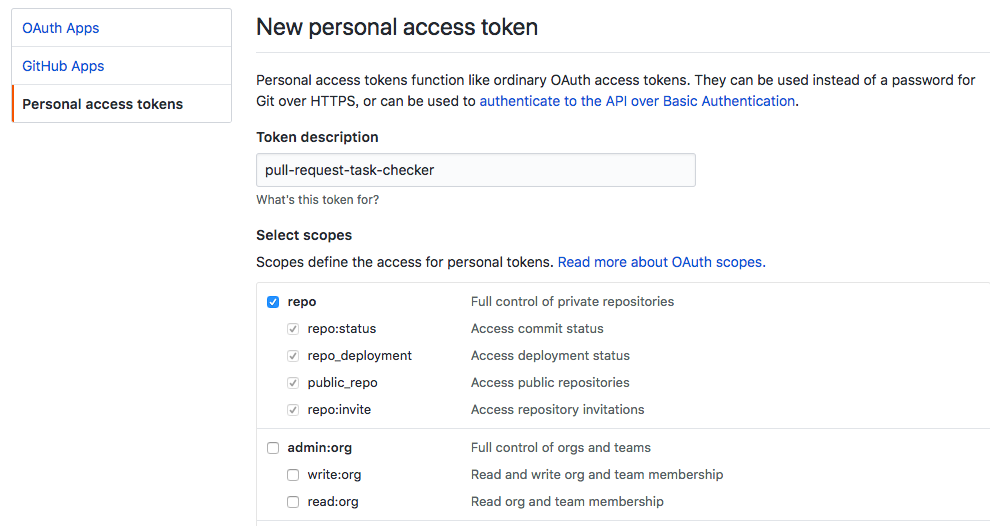 OAuth Apps
GitHub Apps
Personal access tokens
New personal access token
Personal access tokens function like ordinary OAuth access tokens. They can be used instead of a password for
Git over HTTPS, or can be used to authenticate to the API over Basic Authentication.
Token description
pull-request-task-checker
What's this token for?
Select scopes
Scopes define the access for personal tokens. Read more about OAuth scopes.
repo Full control of private repositories
repo:status Access commit status
repo_deployment Access deployment status
public_repo Access public repositories
repo:invite Access repository invitations
admin:org Full control of orgs and teams
write:org Read and write org and team membership
read:org Read org and team membership